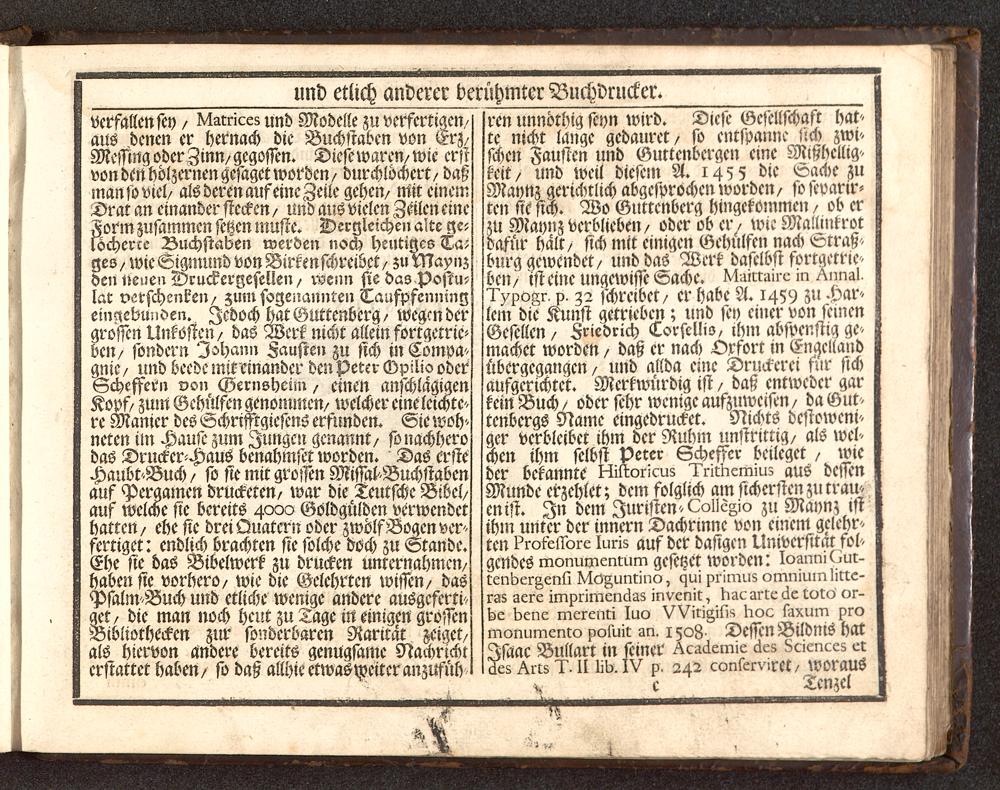 und etlich anderer berühmter Buchdrucker.
verfallen sey / Matrices und Modelle zu verfertigen/
aus denen er hernach die Buchstaben von Erz/
Messing oder Zinn/ gegossen. Diese waren, wie erst
von den hölzernen gesaget worden/ durchlöchert, daß
man so viel, als deren auf eine Zeile gehen, mit einem
Drat an einander stecken / und aus vielen Zeilen eine
Form zusammen setzen muste. Dergleichen alte ge-
löcherte Buchstaben werden noch heutiges Ta-
ges/ wie Sigmund von Birken schreibet/ zu Maynz
den neuen Druckergesellen / wenn sie das Postu-
lat verschenken / zum sogenannten Taufpfenning
eingebunden. Jedoch hat Guttenberg/ wegen der
grossen Unkosten, das Werk nicht allein fortgetrie-
ben/ sondern Johann Fausten zu sich in Compa-
gnie/ und beede mit einander den Peter Opilio oder
Scheffern von Gernsheim / einen anschlägigen
Kopf/ zum Gehülfen genommen/ welcher eine leichte-
re Manier des Schrifftgiesens erfunden. Sie woh-
neten im Hause zum Jungen genannt / so nachhero
das Drucker-Haus benahmset worden. Das erste
Haubt-Buch / so sie mit grossen Missal-Buchstaben
auf Pergamen drucketen/ war die Teutsche Bibel/
auf welche sie bereits 4000 Goldgülden verwendet
hatten / ehe sie drei Quatern oder zwölf Bogen ver-
fertiget: endlich brachten sie solche doch zu Stande.
Ehe sie das Bibelwerk zu drucken unternahmen/
haben sie vorhero/ wie die Gelehrten wissen/ das
Psalm-Buch und etliche wenige andere ausgeferti-
get/ die man noch heut zu Tage in einigen grossen
Bibliothecken zur sonderbaren Rarität zeiget/
als hiervon andere bereits genugsame Nachricht
erstattet haben/ so daß allhie etwas weiter anzufüh-
ren unnöthig seyn wird. Diese Gesellschaft hat-
te nicht lange gedauret/ so entspanne sich zwi-
schen Fausten und Guttenbergen eine Mißhellig-
keit/ und weil diesem A. 1455 die Sache zu
Maynz gerichtlich abgesprochen worden/ so separir-
ten sie sich. Wo Guttenberg hingekommen/ ob er
zu Maynz verblieben/ oder ob er/ wie Mallinkrot
dafür hält/ sich mit einigen Gehülfen nach Straß-
burg gewendet/ und das Werk daselbst fortgetrie-
ben / ist eine ungewisse Sache. Maittaire in Annal.
Typogr. p. 32 schreibet/ er habe A. 1459 zu Har-
lem die Kunst getrieben; und sey einer von seinen
Gesellen/ Friedrich Corsellis, ihm abspenstig ge-
machet worden/ daß er nach Oxfort in Engelland
übergegangen/ und allda eine Druckerei für sich
aufgerichtet. Merkwürdig ist/ daß entweder gar
kein Buch/ oder sehr wenige aufzuweisen/ da Gut-
tenbergs Name eingedrucket. Nichts destoweni-
ger verbleibet ihm der Ruhm unstrittig, als wel-
chen ihm selbst Peter Scheffer beileget / wie
der bekannte Historicus Trithemius aus dessen
Munde erzehlet; dem folglich am sichersten zu trau-
en ist. In dem Juristen-Collegio zu Maynz ist
ihm unter der innern Dachrinne von einem gelehr-
ten Professore Iuris auf der dasigen Universität fol-
gendes monumentum gesetzet worden: Ioanni Gut-
tenbergensi Moguntino, qui primus omnium litte-
ras aere imprimendas invenit, hac arte de toto or-
be bene merenti Iuo VVitigisis hoc saxum pro
monumento posuit an. 1508. Dessen Bildnis hat
Isaac Bullart in seiner Academie des Sciences et
des Arts T. II lib. IV p. 242 conserviret/ woraus
c
Tenzel